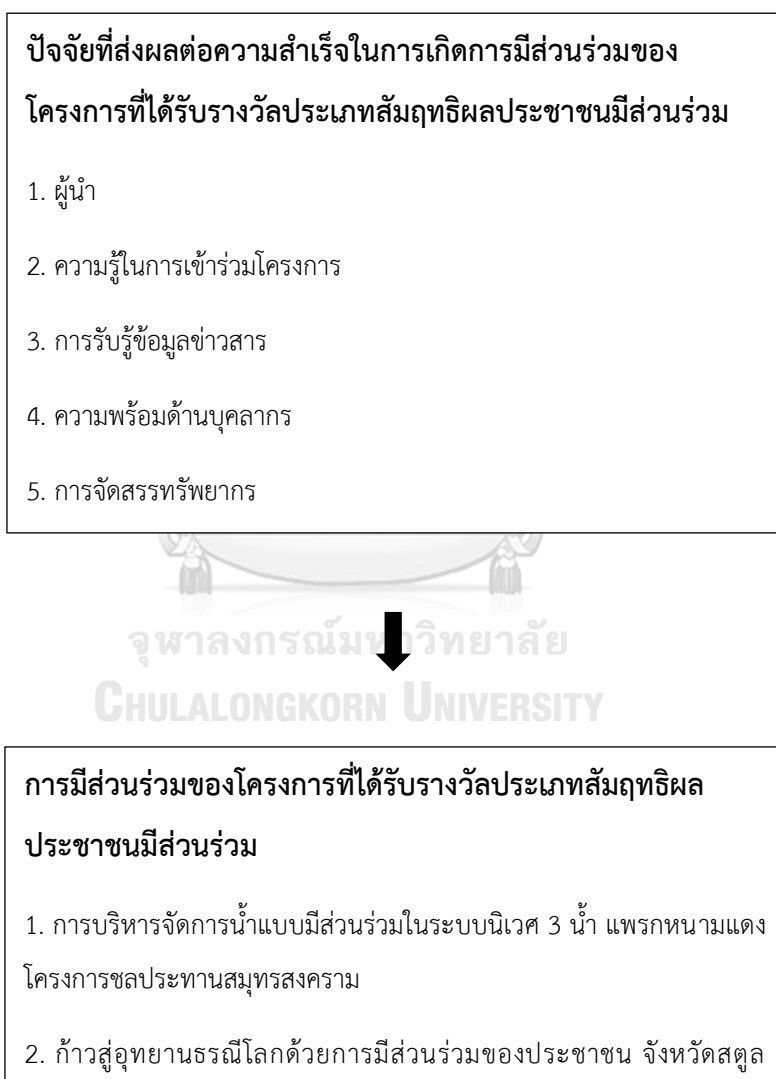 ปัจจัยที่ส่งผลต่อความสำเร็จในการเกิดการมีส่วนร่วมของ
โครงการที่ได้รับรางวัลประเภทสัมฤทธิผลประชาชนมีส่วนร่วม
1. ผู้นำ
2. ความรู้ในการเข้าร่วมโครงการ
3. การรับรู้ข้อมูลข่าวสาร
4. ความพร้อมด้านบุคลากร
5. การจัดสรรทรัพยากร
จุฬาลงกรณ์มหาวิทยาลัย
CHULALONGKORN UNIVERSITY
การมีส่วนร่วมของโครงการที่ได้รับรางวัลประเภทสัมฤทธิผล
ประชาชนมีส่วนร่วม
1. การบริหารจัดการน้ำแบบมีส่วนร่วมในระบบนิเวศ 3 น้ำ แพรกหนามแดง
โครงการชลประทานสมุทรสงคราม
2. ก้าวสู่อุทยานธรณีโลกด้วยการมีส่วนร่วมของประชาชน จังหวัดสตูล